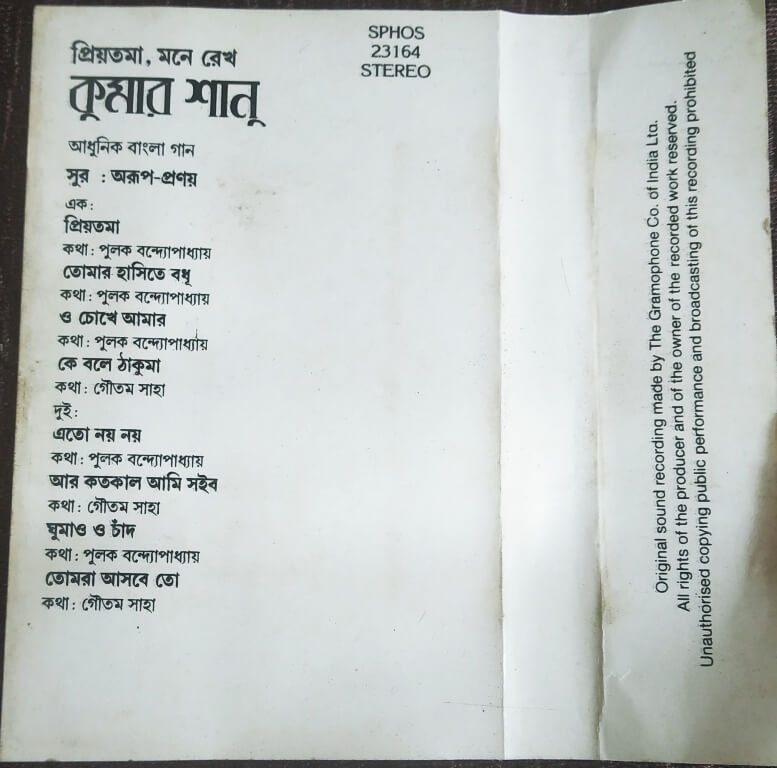 প্রিয়তমা, মনে রেখ
কুমার শানু
SPHOS
23164
STEREO
আধুনিক বাংলা গান
সুর : অরূপ-প্রণয়
এক :
প্রিয়তমা
কথা : পুলক বন্দ্যোপাধ্যায়
তোমার হাসিতে বধূ
কথা : পুলক বন্দ্যোপাধ্যায়
ও চোখে আমার
কথা : পুলক বন্দ্যোপাধ্যায়
কে বলে ঠাকুমা
কথা : গৌতম সাহা
দুই :
এতো নয় নয়
কথা : পুলক বন্দ্যোপাধ্যায়
আর কতকাল আমি সইব
কথা : গৌতম সাহা
ঘুমাও ও চাঁদ
কথা : পুলক বন্দ্যোপাধ্যায়
তোমরা আসবে তো
কথা : গৌতম সাহা
Original sound recording made by The Gramophone Co. of India Ltd.
All rights of the producer and of the owner of the recorded work reserved.
Unauthorised copying public performance and broadcasting of this recording prohibited